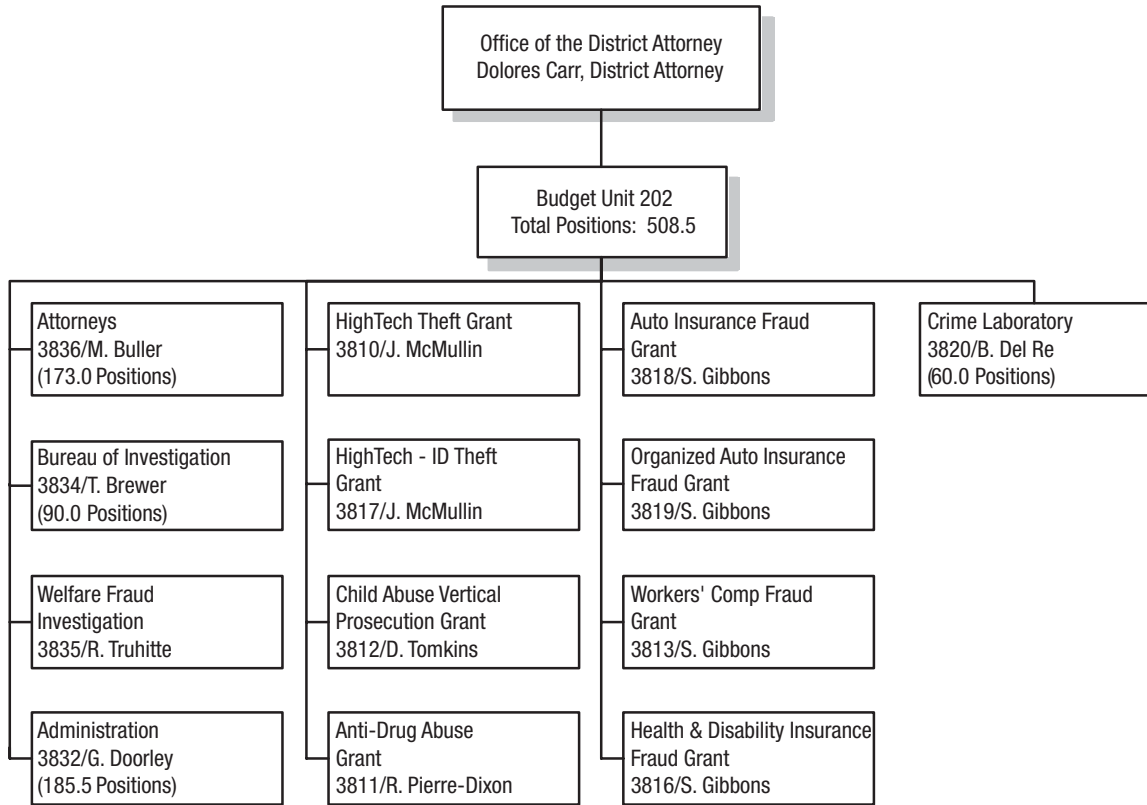 Office of the District Attorney
Dolores Carr, District Attorney
Budget Unit 202
Total Positions: 508.5
Attorneys
3836/M. Buller
(173.0 Positions)
Bureau of Investigation
3834/T. Brewer
(90.0 Positions)
Welfare Fraud
Investigation
3835/R. Truhitte
Administration
3832/G. Doorley
(185.5 Positions)
HighTech Theft Grant
3810/J. McMullin
HighTech - ID Theft
Grant
3817/J. McMullin
Child Abuse Vertical
Prosecution Grant
3812/D. Tomkins
Anti-Drug Abuse
Grant
3811/R. Pierre-Dixon
Auto Insurance Fraud
Grant
3818/S. Gibbons
Organized Auto Insurance
Fraud Grant
3819/S. Gibbons
Workers' Comp Fraud
Grant
3813/S. Gibbons
Health & Disability Insurance
Fraud Grant
3816/S. Gibbons
Crime Laboratory
3820/B. Del Re
(60.0 Positions)